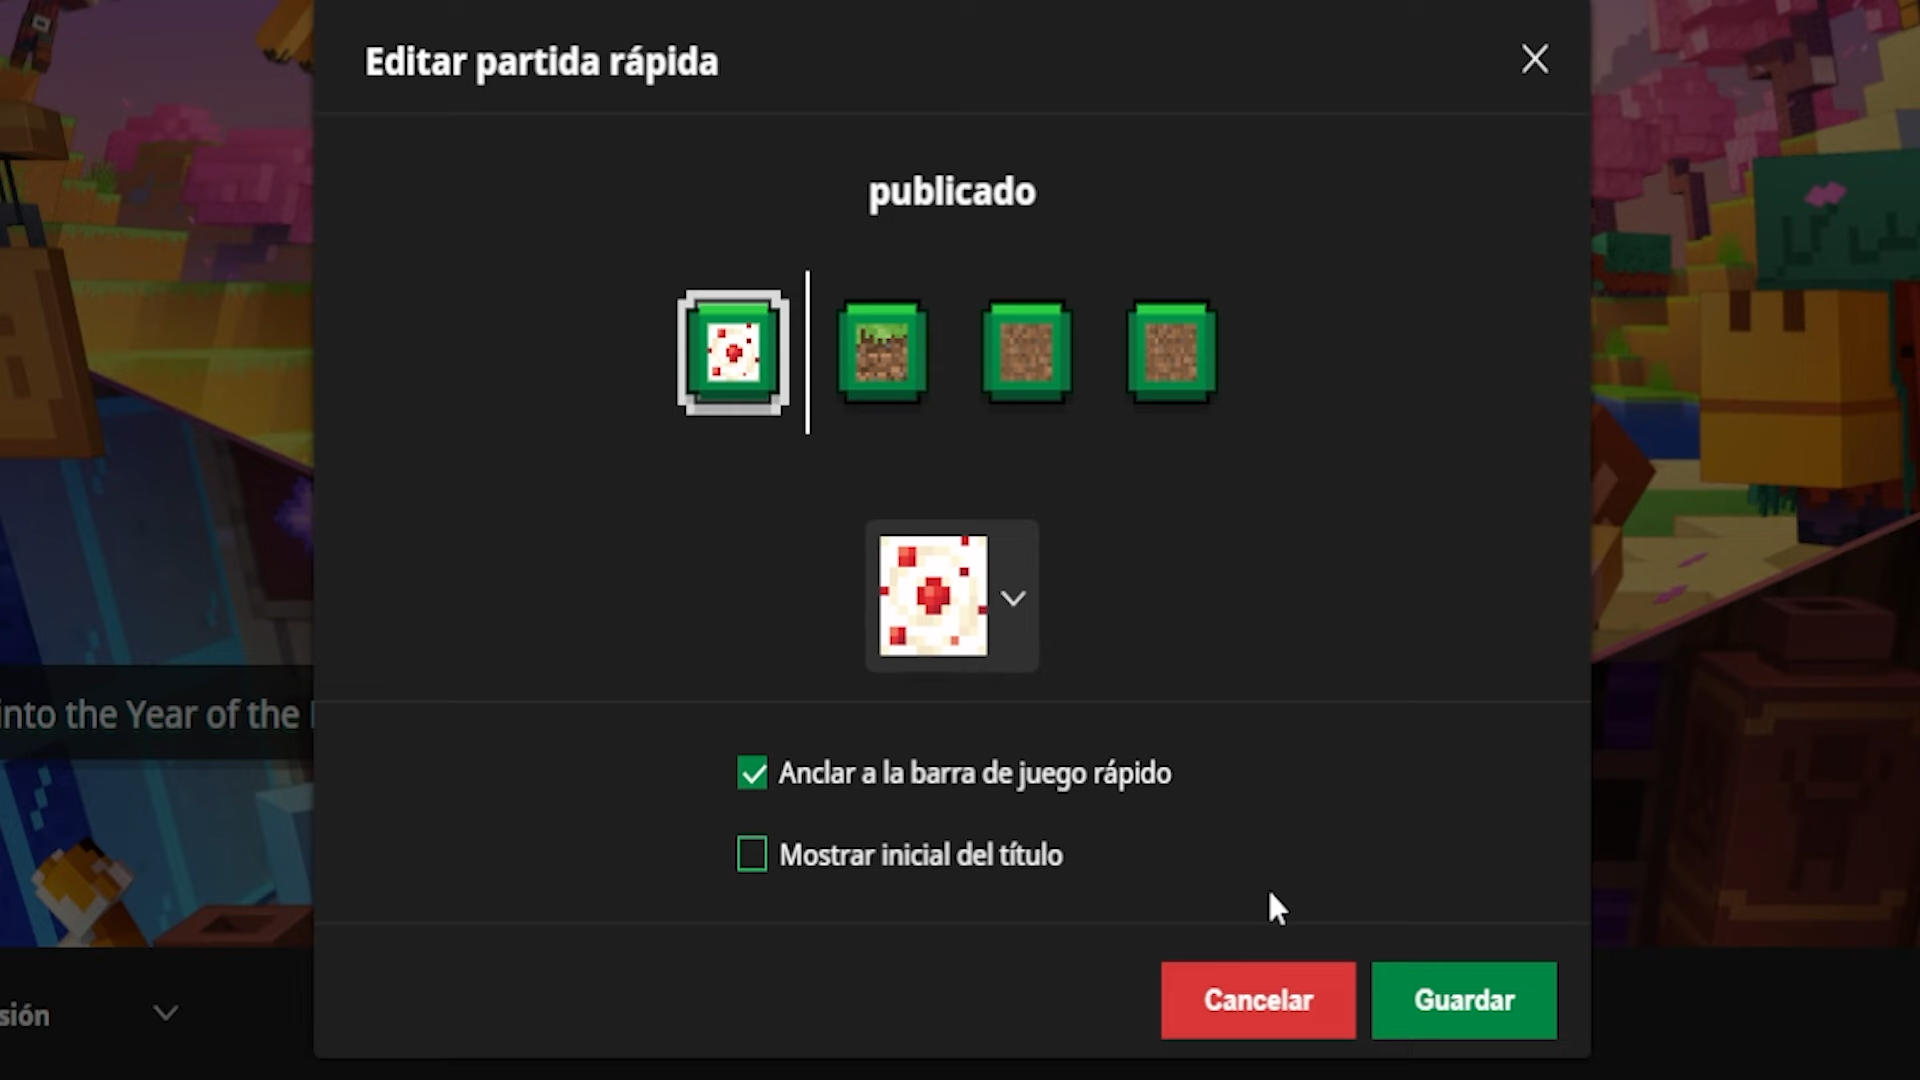 Editar partida rápida
publicado
into the Year of the
Anclar a la barra de juego rápido
Mostrar inicial del título
sión
Cancelar
Guardar